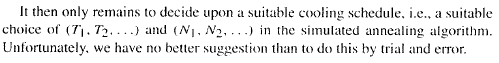 It then only remains to decide upon a suitable cooling schedule, i.e., a suitable
choice of (T1, T2, ...) and (N1, N2, ...) in the simulated annealing algorithm.
Unfortunately, we have no better suggestion than to do this by trial and error.